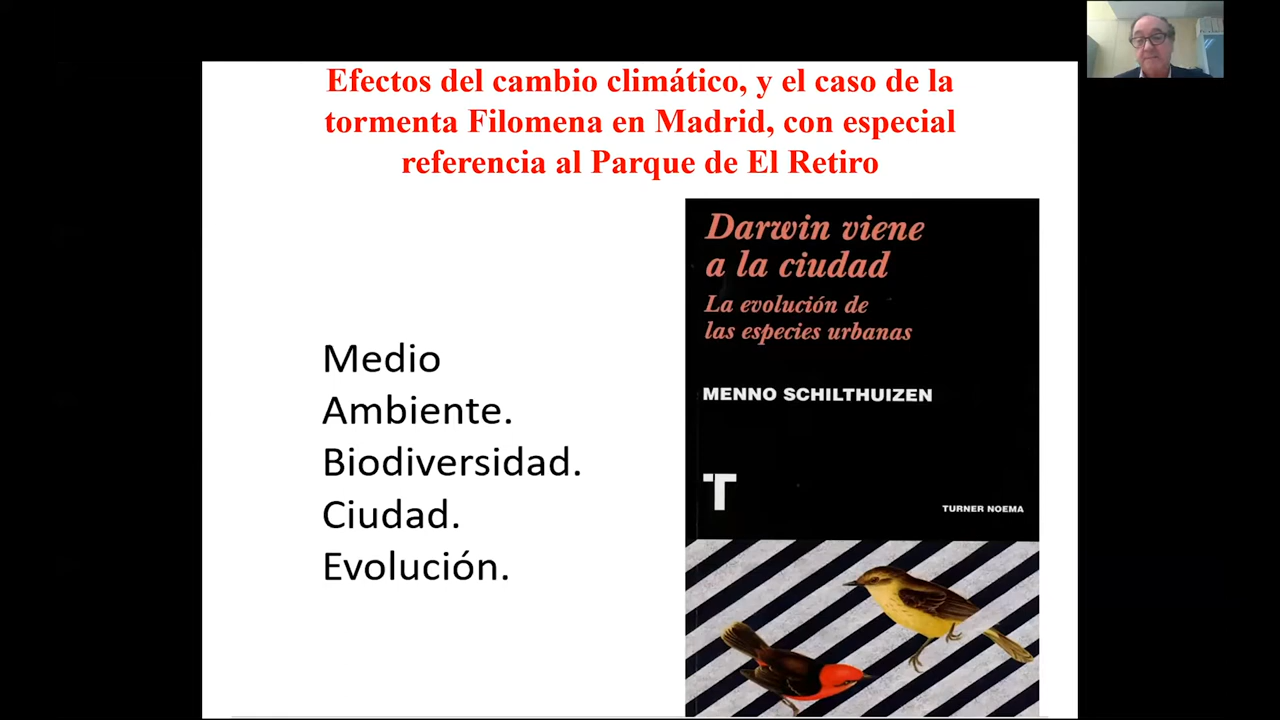 Efectos del cambio climático, y el caso de la
tormenta Filomena en Madrid, con especial
referencia al Parque de El Retiro
Medio
Ambiente.
Biodiversidad.
Ciudad.
Evolución.
Darwin viene
a la ciudad
La evolución de
las especies urbanas
MENNO SCHILTHUIZEN
T
TURNER NOEMA